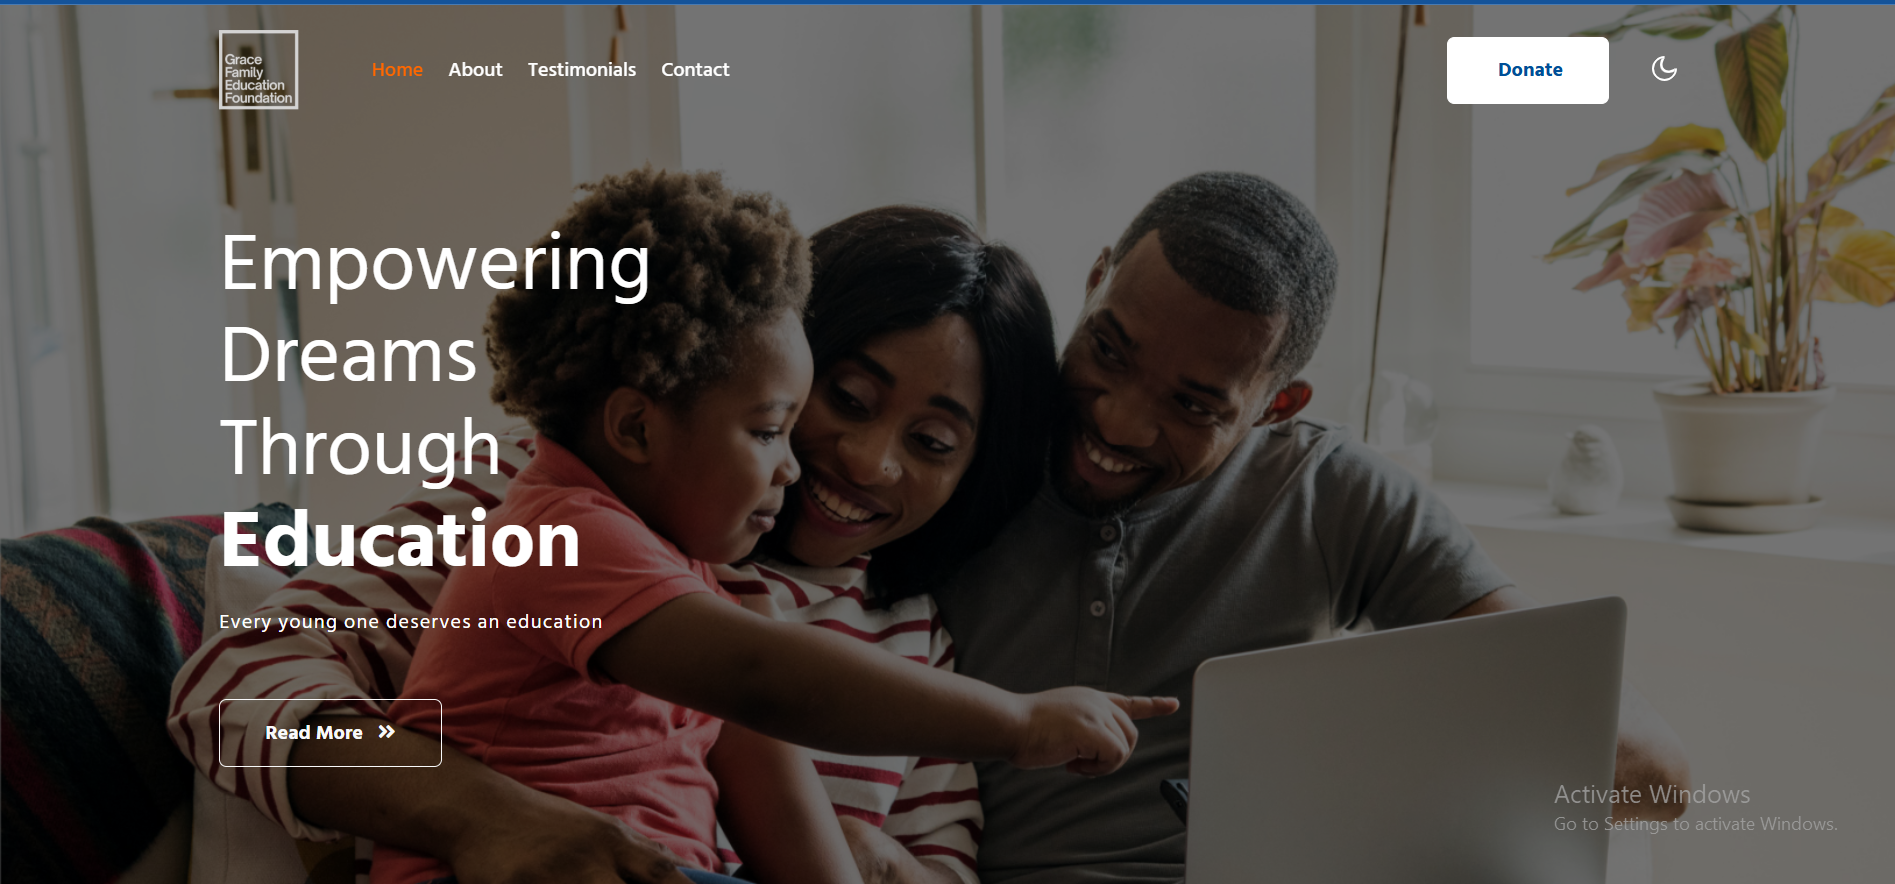 Grace
Family
Education
Foundation
Home About Testimonials Contact
Donate
Empowering
Dreams
Through
Education
Every young one deserves an education
Read More
Activate Windows
Go to Settings to activate Windows.